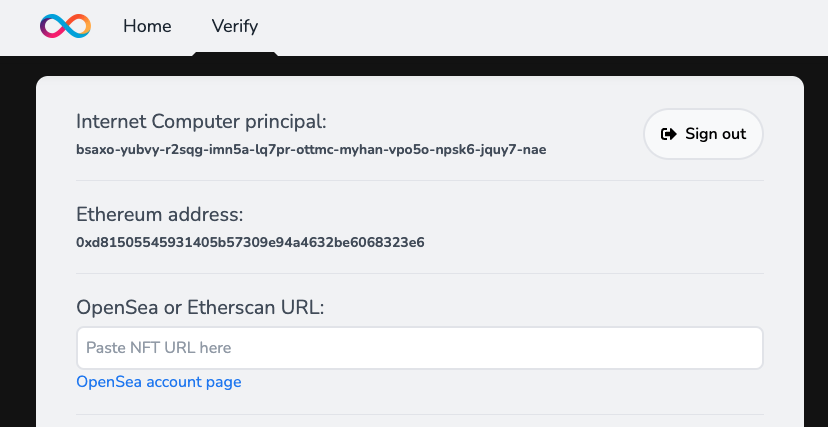 Home Verify
Internet Computer principal:
bsaxo-yubvy-r2sqg-imn5a-lq7pr-ottmc-myhan-vpo5o-npsk6-jquy7-nae
Sign out
Ethereum address:
0xd81505545931405b57309e94a4632be6068323e6
OpenSea or Etherscan URL:
Paste NFT URL here
OpenSea account page